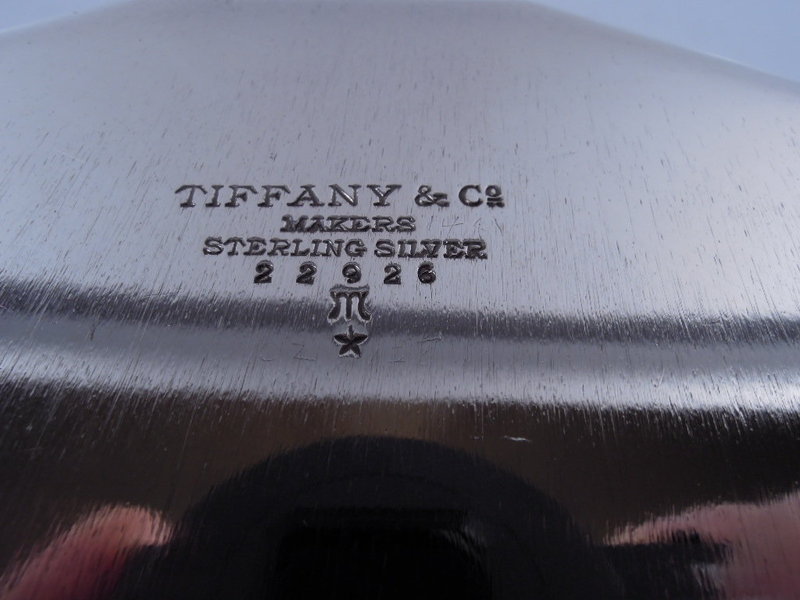 TIFFANY & Cº
MAKERS
STERLING SILVER
22926
M